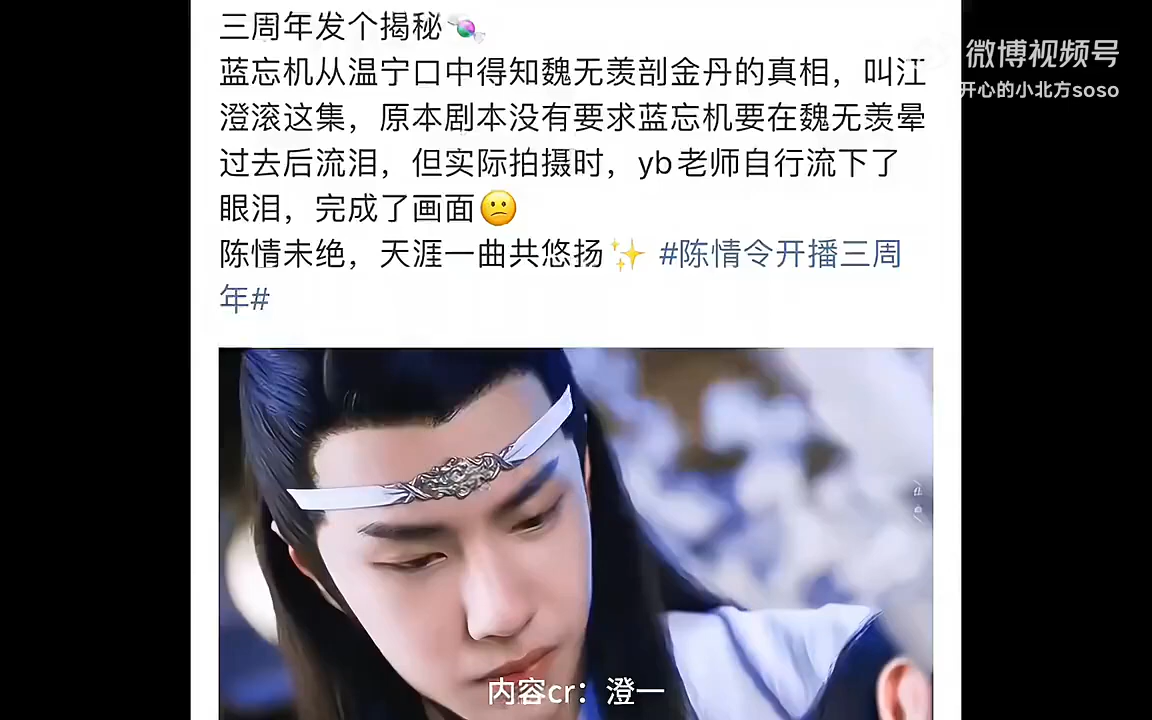 三周年发个揭秘🍬
蓝忘机从温宁口中得知魏无羡剖金丹的真相，叫江
澄滚这集，原本剧本没有要求蓝忘机要在魏无羡晕
过去后流泪，但实际拍摄时，yb老师自行流下了
眼泪，完成了画面😕
陈情未绝，天涯一曲共悠扬✨ #陈情令开播三周
年#
微博视频号
开心的小北方soso
内容cr：澄一